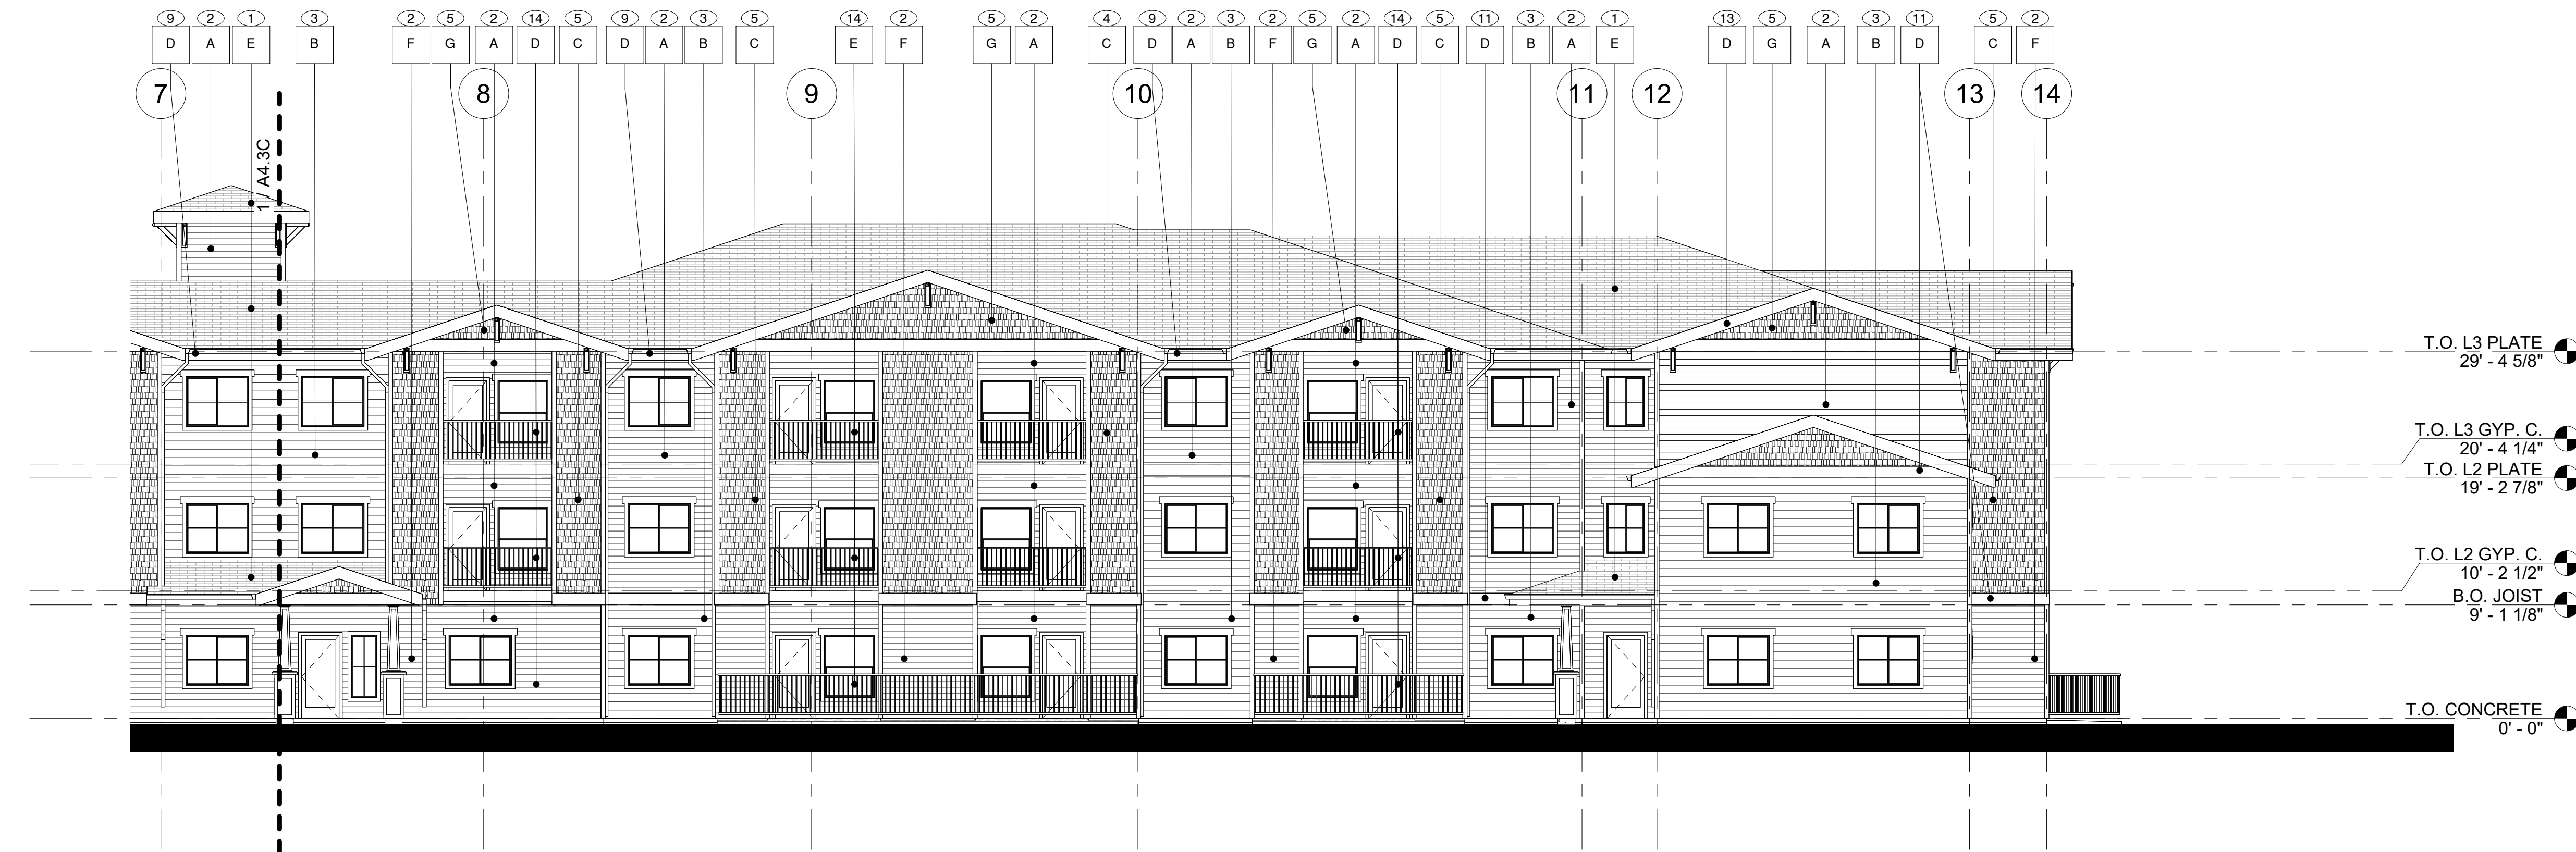 9 2 1 3 2 5 2 14 5 9 2 3 5 14 2 5 2 4 9 2 3 2 5 2 14 5 11 3 2 1 13 5 2 3 11 5 2
D A E B F G A D C D A B C E F G A C D A B F G A D C D B A E D G A B D C F
7 8 9 10 11 12 13 14
1 / A4.3C
T.O. L3 PLATE
29' - 4 5/8"
T.O. L3 GYP. C.
20' - 4 1/4"
T.O. L2 PLATE
19' - 2 7/8"
T.O. L2 GYP. C.
10' - 2 1/2"
B.O. JOIST
9' - 1 1/8"
T.O. CONCRETE
0' - 0"